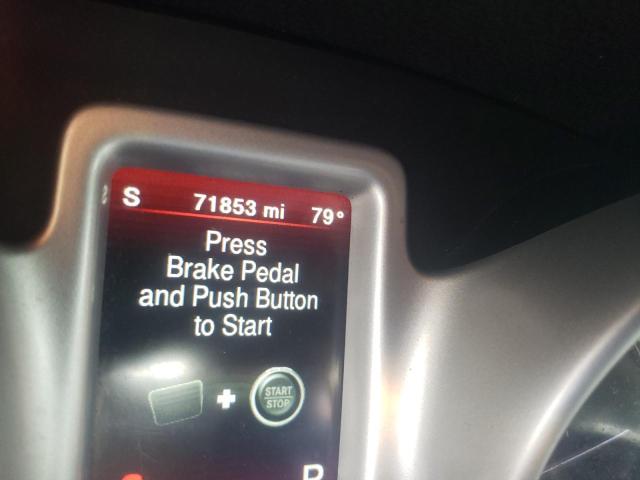 S 71853 mi 79°
Press
Brake Pedal
and Push Button
to Start
START
STOP